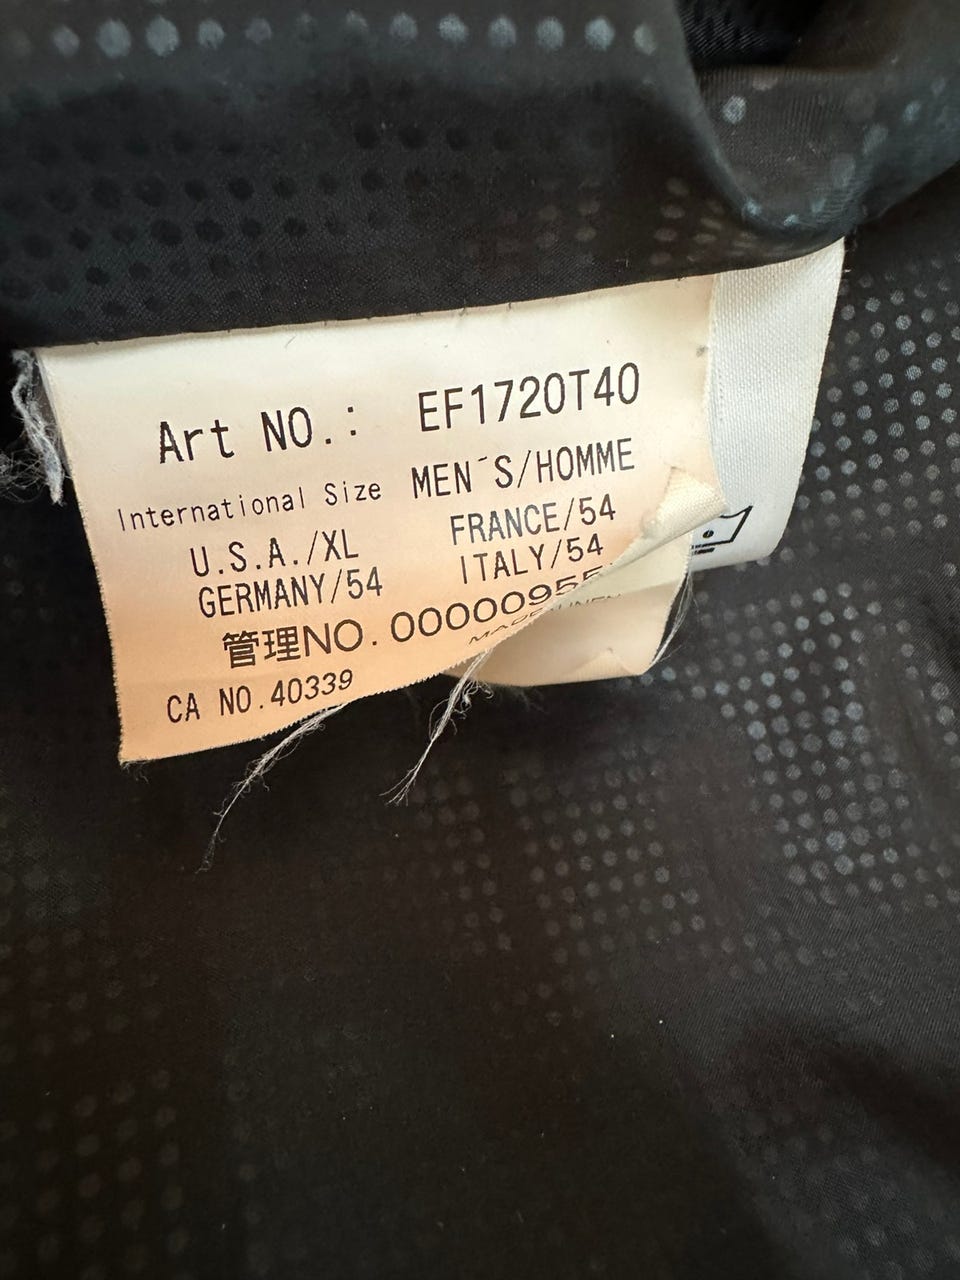 Art NO.: EF1720T40
International Size MEN´S/HOMME
U.S.A./XL FRANCE/54
GERMANY/54 ITALY/54
管理NO.
CA NO.40339